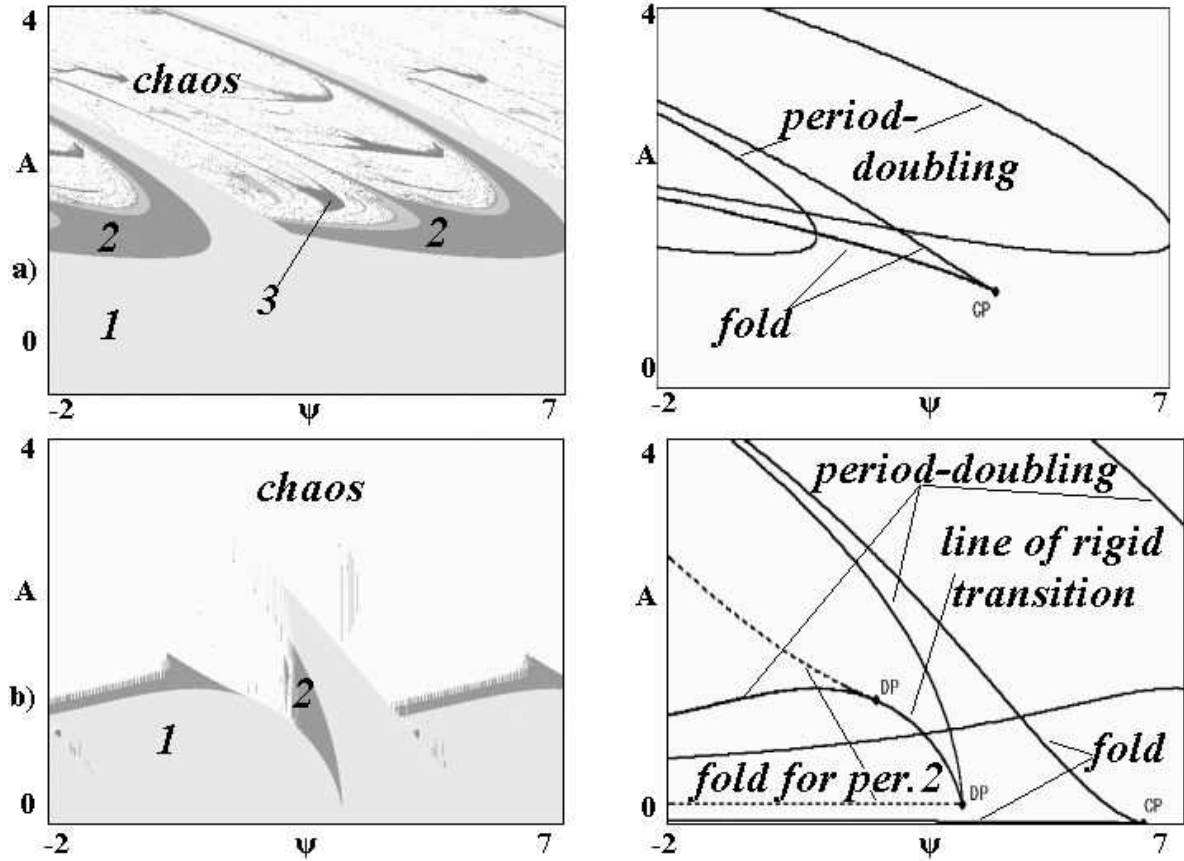 4
chaos
A
2
2
a)
3
1
0
-2
ψ
7
4
period-
doubling
A
fold
CP
0
-2
ψ
7
4
chaos
A
b)
2
1
0
-2
ψ
7
4
period-doubling
line of rigid
transition
A
DP
fold
fold for per. 2
DP
CP
0
-2
ψ
7